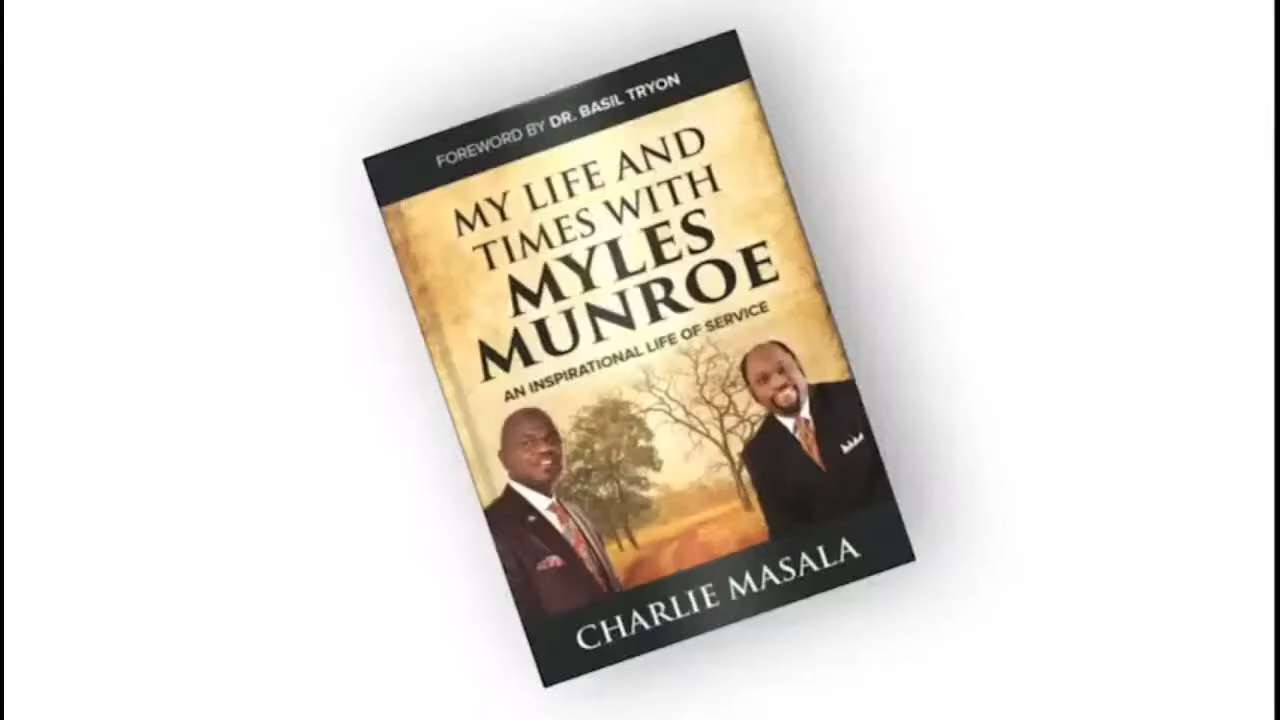 FOREWORD BY DR. BASIL TRYON
MY LIFE AND
TIMES WITH
MYLES
MUNROE
AN INSPIRATIONAL LIFE OF SERVICE
CHARLIE MASALA